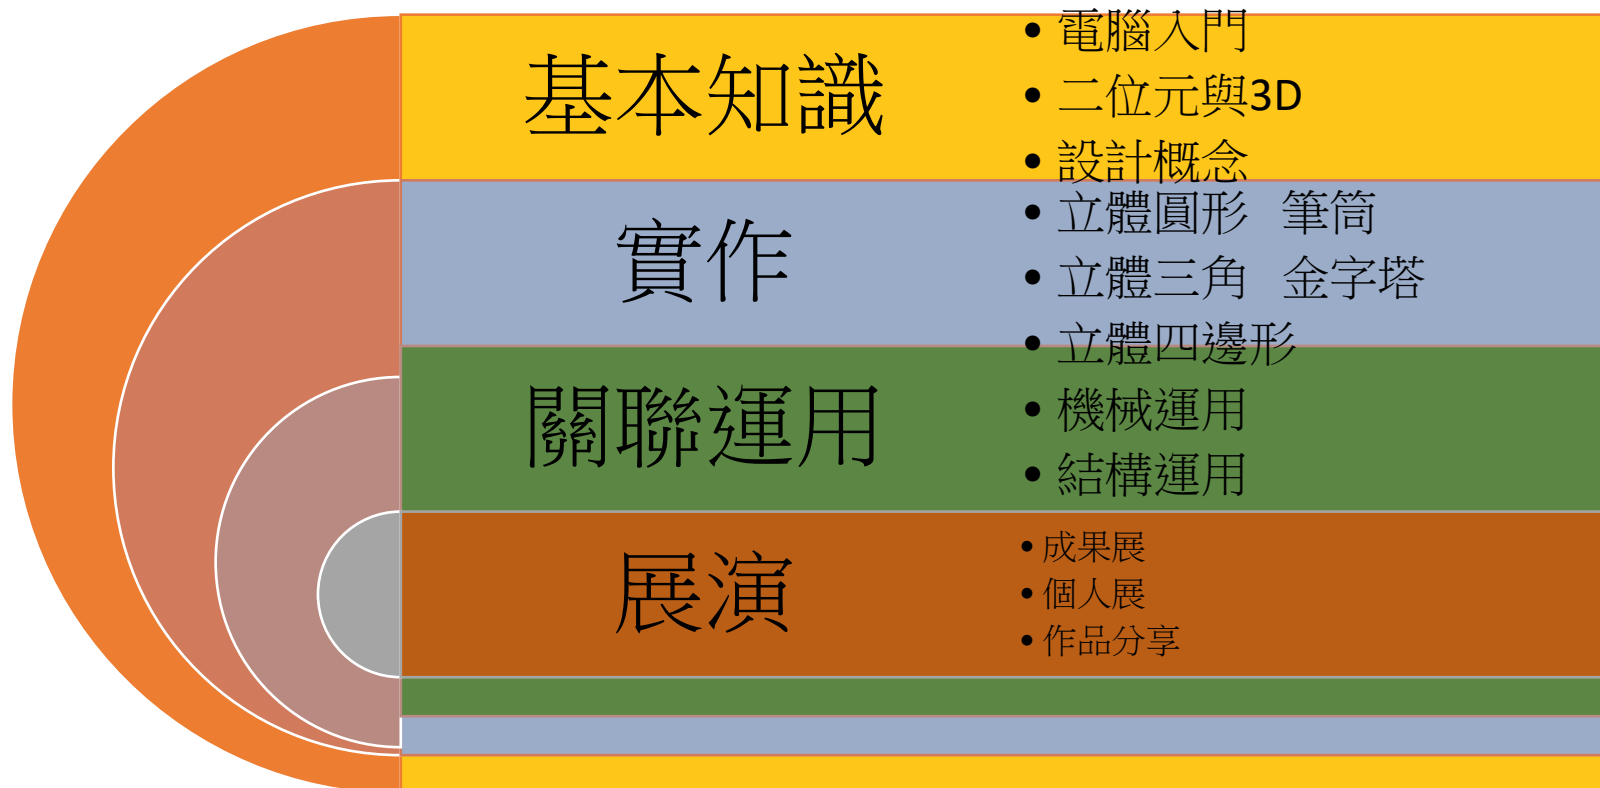 基本知識
• 電腦入門
• 二位元與3D
• 設計概念
實作
• 立體圓形 筆筒
• 立體三角 金字塔
• 立體四邊形
關聯運用
• 機械運用
• 結構運用
展演
• 成果展
• 個人展
• 作品分享